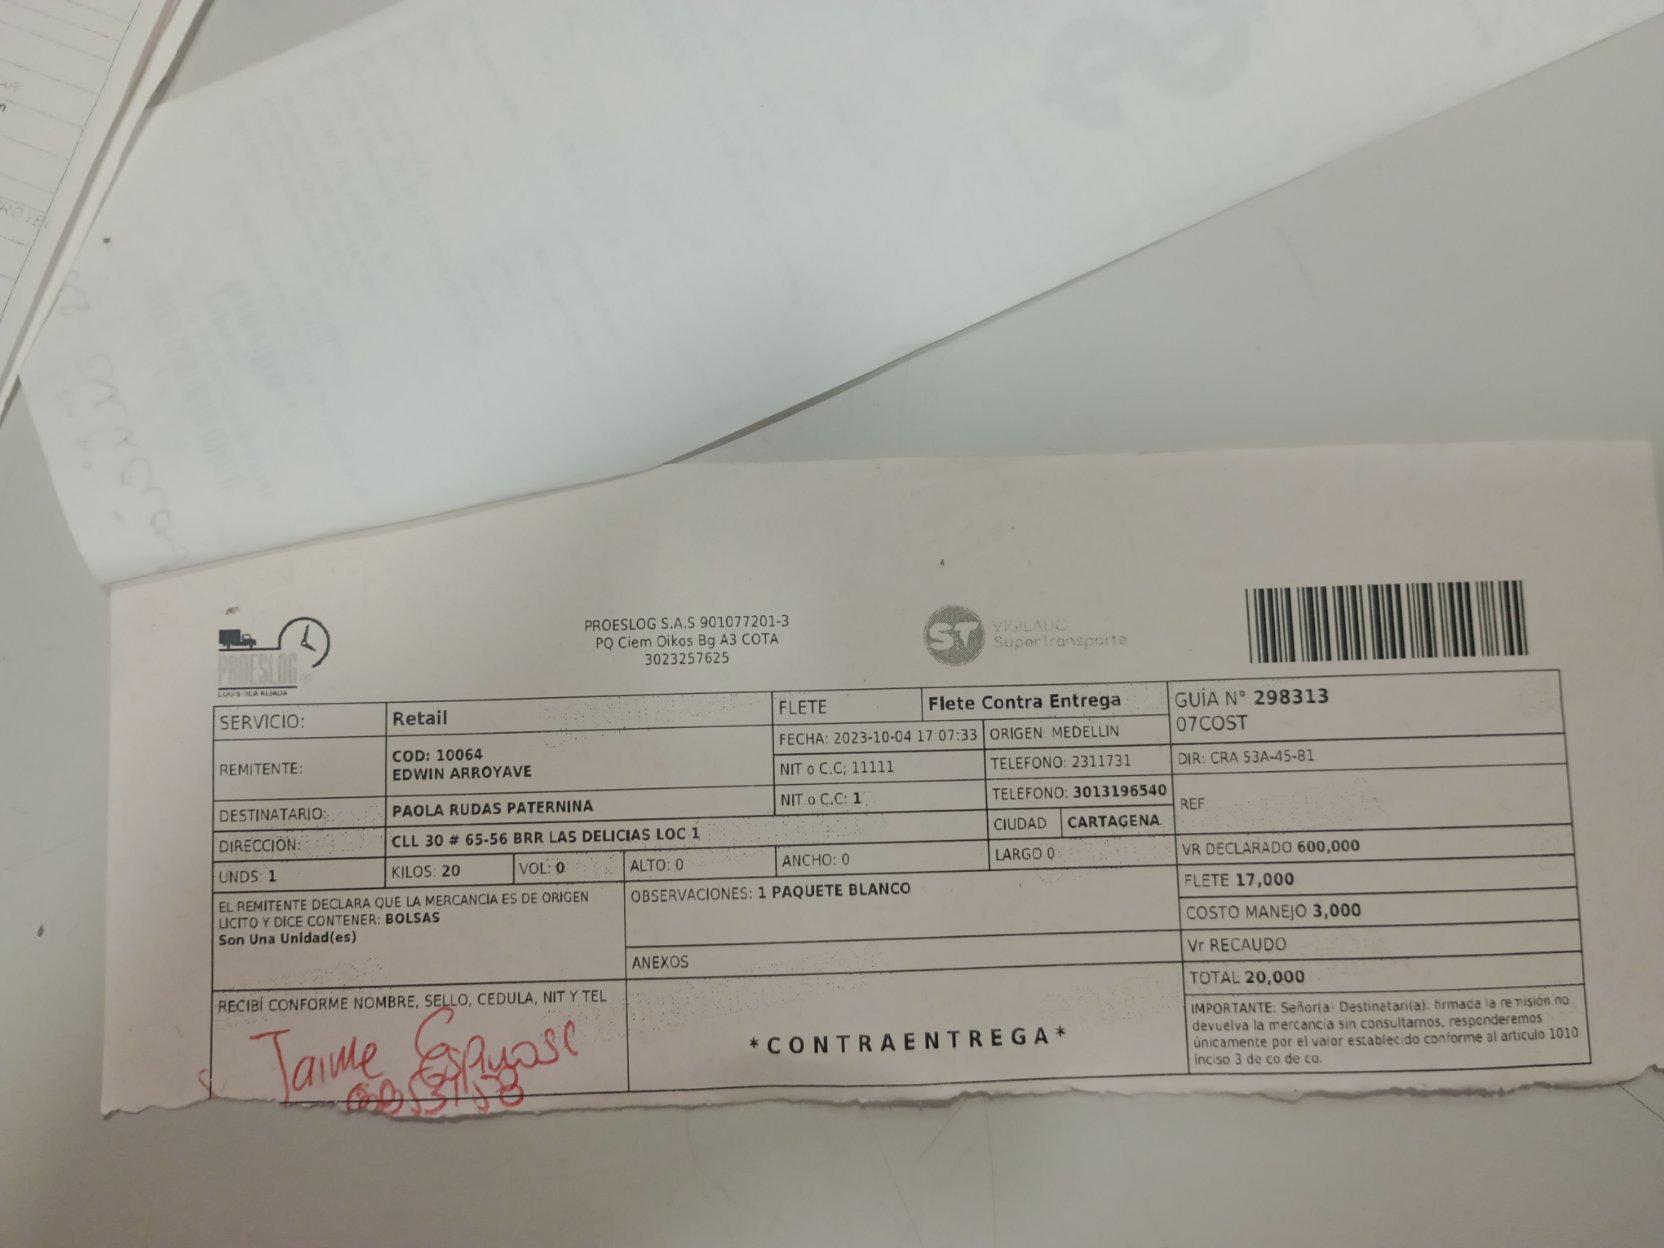 PROESLOG
PROESLOG S.A.S 901077201-3
PQ Ciem Oikos Bg A3 COTA
3023257625
ST
VIGILADO
SuperTransporte
SERVICIO: Retail
FLETE Flete Contra Entrega
GUÍA N° 298313
07COST
REMITENTE: COD: 10064
EDWIN ARROYAVE
FECHA: 2023-10-04 17:07:33 ORIGEN: MEDELLIN
NIT o C.C; 11111 TELÉFONO: 2311731
DIR: CRA 53A-45-81
DESTINATARIO: PAOLA RUDAS PATERNINA
NIT o C.C: 1 TELÉFONO: 3013196540
REF
DIRECCIÓN: CLL 30 # 65-56 BRR LAS DELICIAS LOC 1
CIUDAD CARTAGENA
UNDS: 1 KILOS: 20 VOL: 0 ALTO: 0 ANCHO: 0 LARGO 0
VR DECLARADO 600,000
EL REMITENTE DECLARA QUE LA MERCANCIA ES DE ORIGEN
LICITO Y DICE CONTENER: BOLSAS
Son Una Unidad(es)
OBSERVACIONES: 1 PAQUETE BLANCO
FLETE 17,000
COSTO MANEJO 3,000
ANEXOS
Vr RECAUDO
TOTAL 20,000
RECIBÍ CONFORME NOMBRE, SELLO, CEDULA, NIT Y TEL
Jaime
*CONTRAENTREGA*
IMPORTANTE: Señor(a) Destinatari(a): firmada la remisión no
devuelva la mercancía sin consultarnos, responderemos
únicamente por el valor establecido conforme al articulo 1010
inciso 3 de co de co.